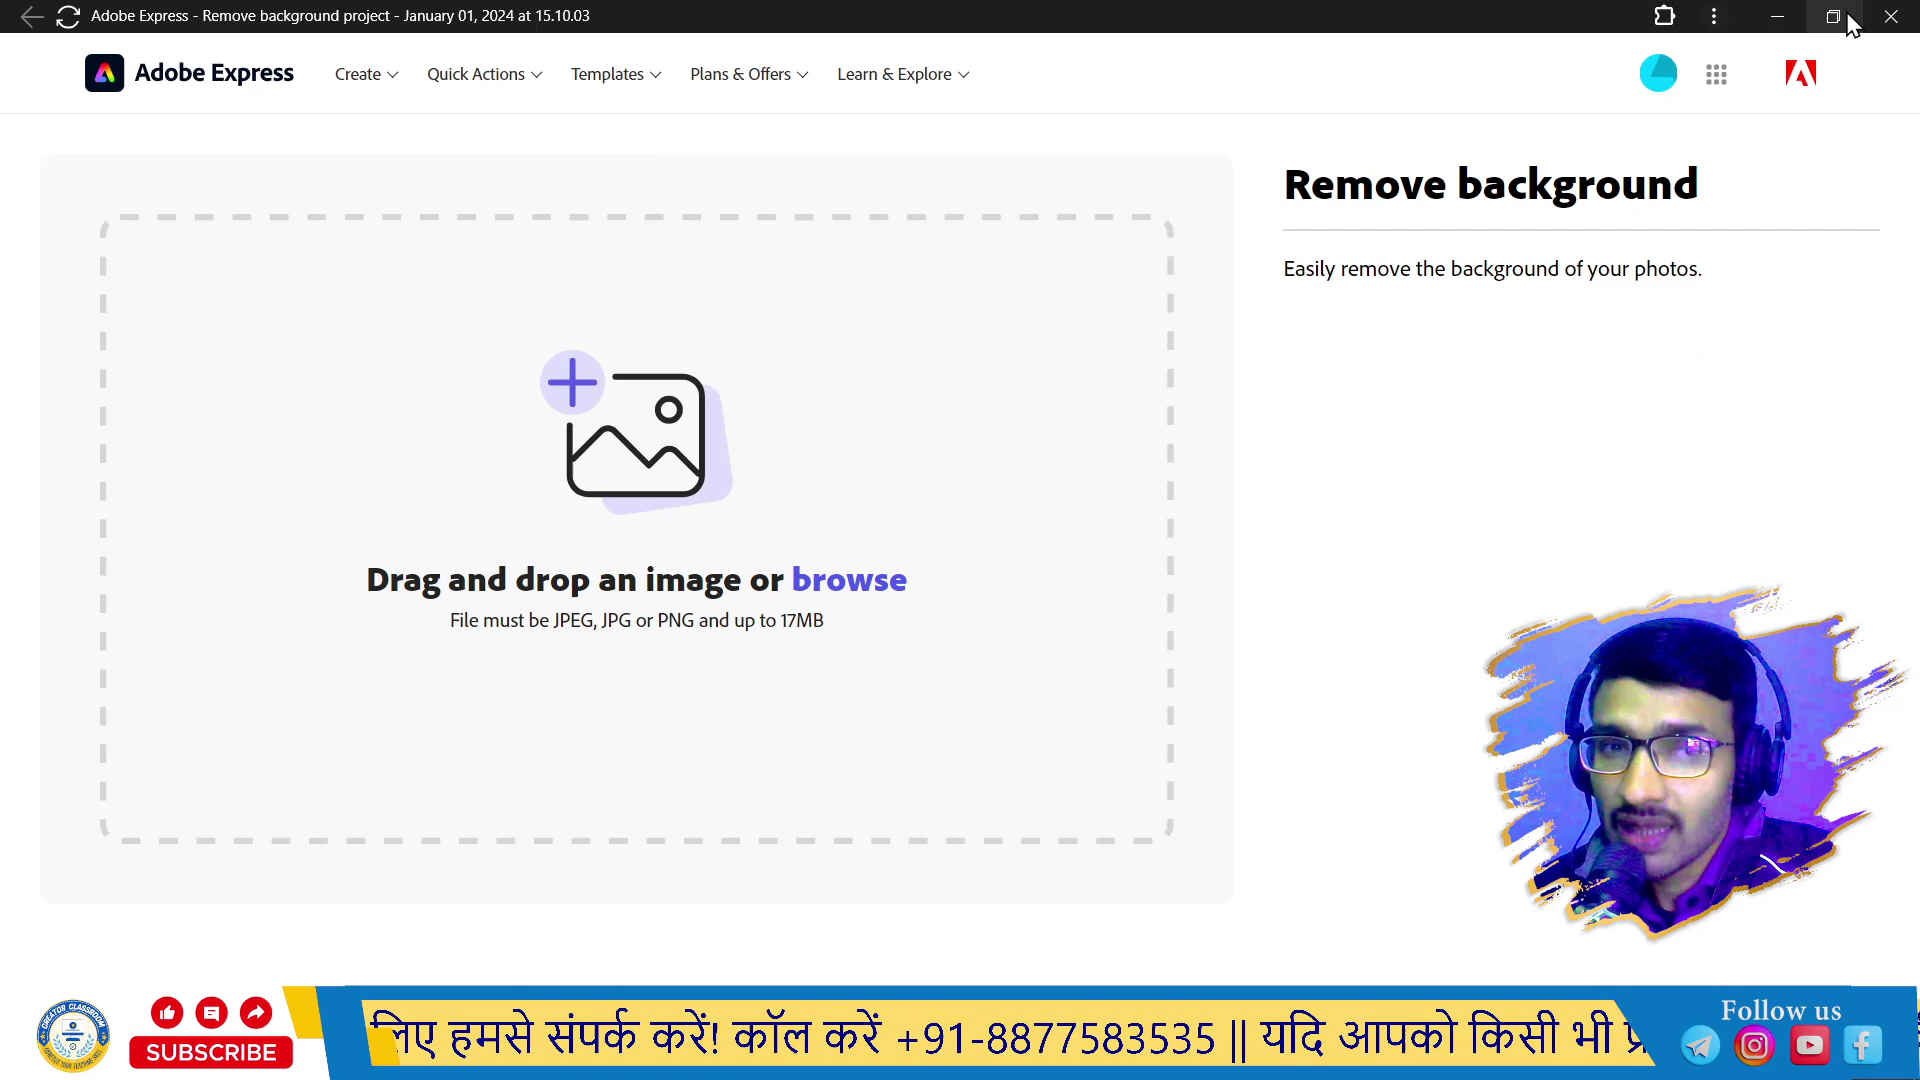 Adobe Express - Remove background project - January 01, 2024 at 15.10.03
Adobe Express Create Quick Actions Templates Plans & Offers Learn & Explore
Remove background
Easily remove the background of your photos.
Drag and drop an image or browse
File must be JPEG, JPG or PNG and up to 17MB
CREATOR CLASSROOM
SUBSCRIBE
लिए हमसे संपर्क करें! कॉल करें +91-8877583535 || यदि आपको किसी भी
Follow us